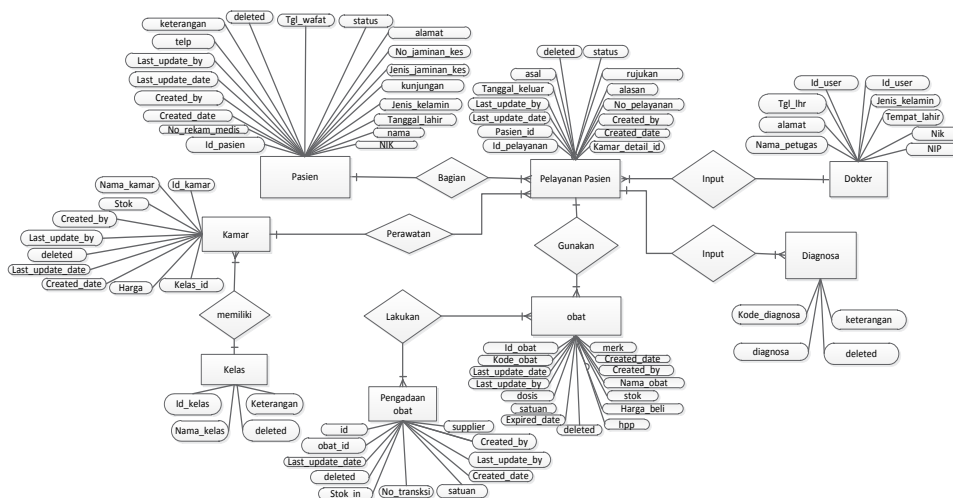 deleted
Tgl_wafat
status
keterangan
alamat
telp
No_jaminan_kes
Last_update_by
Jenis_jaminan_kes
Last_update_date
kunjungan
Created_by
Jenis_kelamin
Created_date
Tanggal_lahir
No_rekam_medis
nama
Id_pasien
NIK
Pasien
Bagian
deleted
status
asal
rujukan
Tanggal_keluar
alasan
Last_update_by
No_pelayanan
Last_update_date
Created_by
Pasien_id
Created_date
Id_pelayanan
Kamar_detail_id
Pelayanan Pasien
Input
Id_user
Id_user
Tgl_lhr
Jenis_kelamin
alamat
Tempat_lahir
Nama_petugas
Nik
NIP
Dokter
Nama_kamar
Id_kamar
Stok
Created_by
Last_update_by
deleted
Last_update_date
Created_date
Harga
Kelas_id
Kamar
Perawatan
Gunakan
Input
Diagnosa
Kode_diagnosa
keterangan
diagnosa
deleted
memiliki
Kelas
Id_kelas
Keterangan
Nama_kelas
deleted
Lakukan
obat
Id_obat
merk
Kode_obat
Created_date
Last_update_date
Created_by
Last_update_by
Nama_obat
dosis
stok
satuan
Harga_beli
Expired_date
deleted
hpp
Pengadaan
obat
id
supplier
obat_id
Created_by
Last_update_date
Last_update_by
deleted
Created_date
Stok_in
No_transksi
satuan